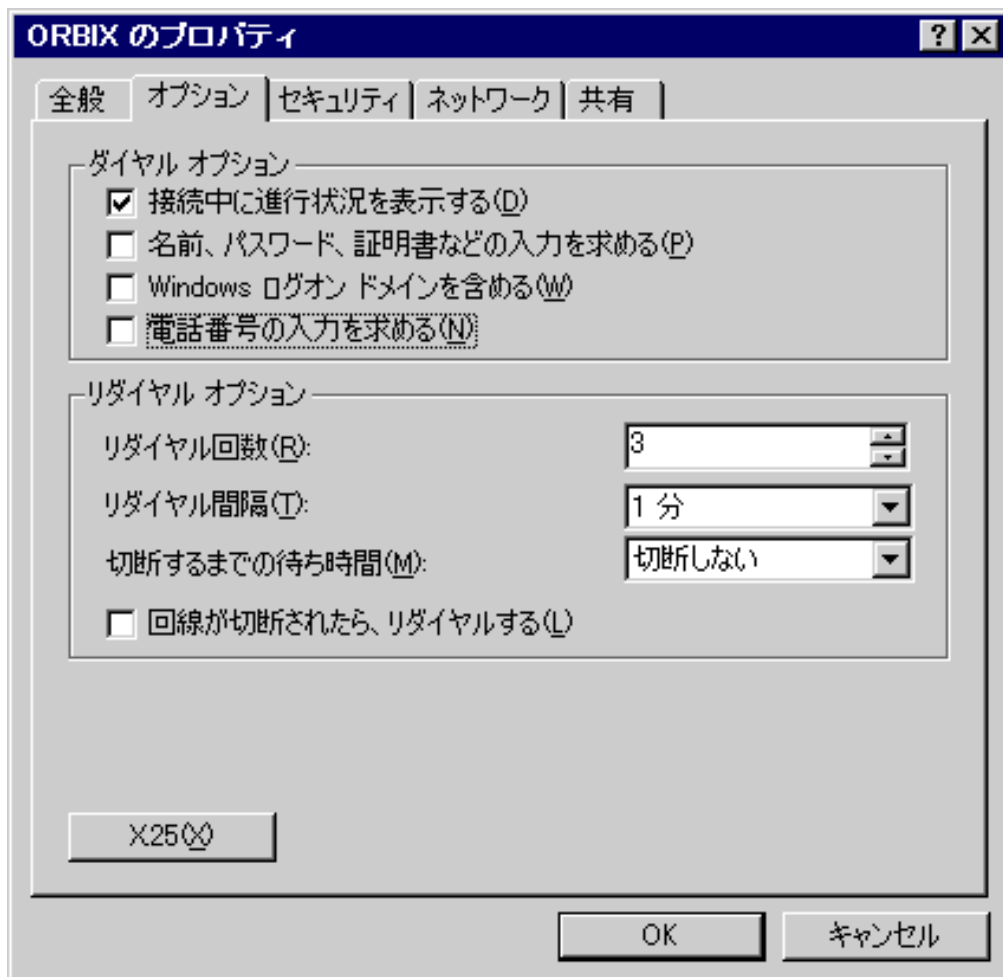 ORBIX のプロパティ
全般 オプション セキュリティ ネットワーク 共有
ダイヤル オプション
接続中に進行状況を表示する(D)
名前、パスワード、証明書などの入力を求める(P)
Windows ログオン ドメインを含める(W)
電話番号の入力を求める(N)
リダイヤル オプション
リダイヤル回数(R): 3
リダイヤル間隔(T): 1 分
切断するまでの待ち時間(M): 切断しない
回線が切断されたら、リダイヤルする(L)
X25(X)
OK キャンセル